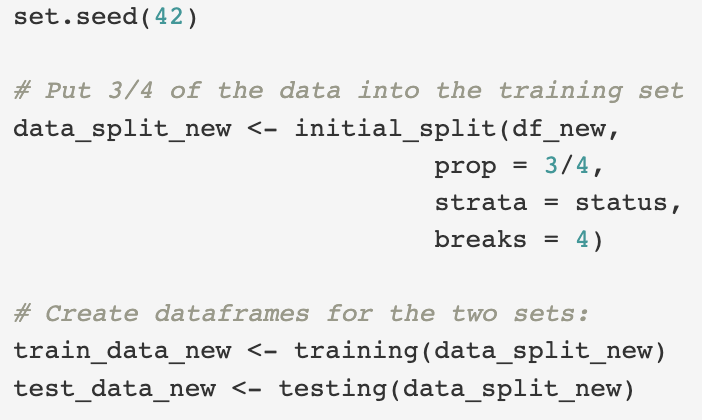 set.seed(42)
# Put 3/4 of the data into the training set
data_split_new <- initial_split(df_new,
prop = 3/4,
strata = status,
breaks = 4)
# Create dataframes for the two sets:
train_data_new <- training(data_split_new)
test_data_new <- testing(data_split_new)